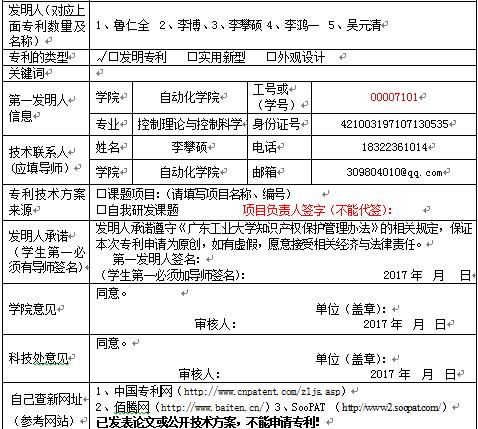 发明人（对应上面专利数量及名称）
1、鲁仁全 2、李博、3、李攀硕 4、李鸿一 5、吴元清
专利的类型
√□发明专利 □实用新型 □外观设计
关键词
第一发明人信息
学院 自动化学院 工号或（学号） 00007101
专业 控制理论与控制科学 身份证号 421003197107130535
技术联系人（应填导师）
姓名 李攀硕 电话 18322361014
学院 自动化学院 邮箱 309804010@qq.com
专利技术方案来源
□课题项目：（请填写项目名称、编号）
□自我研发课题 项目负责人签字（不能代签）：
发明人承诺（学生第一必须有导师签名）
发明人承诺遵守《广东工业大学知识产权保护管理办法》的相关规定，保证
本次专利申请为原创，如有虚假，愿意接受相关经济与法律责任。
第一发明人签名：
（学生第一必须加导师签名）： 2017 年 月 日
学院意见
同意。
单位（盖章）：
审核人： 2017 年 月 日
科技处意见
同意。
单位（盖章）：
审核人： 2017 年 月 日
自己查新网址（参考网站）
1、中国专利网（http://www.cnpatent.com/zljs.asp）
2、佰腾网（http://www.baiten.cn/）3、SooPAT （http://www2.soopat.com/）
已发表论文或公开技术方案，不能申请专利！